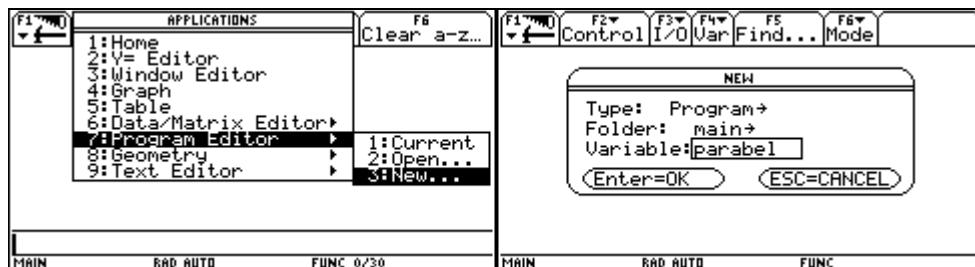 F1 APPLICATIONS F6
Clear a-z…
1:Home
2:Y= Editor
3:Window Editor
4:Graph
5:Table
6:Data/Matrix Editor
7:Program Editor
8:Geometry
9:Text Editor
1:Current
2:Open...
3:New...
MAIN RAD AUTO FUNC 0/30
F1 F2 F3 F4 F5 F6
Control I/O Var Find... Mode
NEW
Type: Program→
Folder: main→
Variable: parabel
Enter=OK ESC=CANCEL
MAIN RAD AUTO FUNC